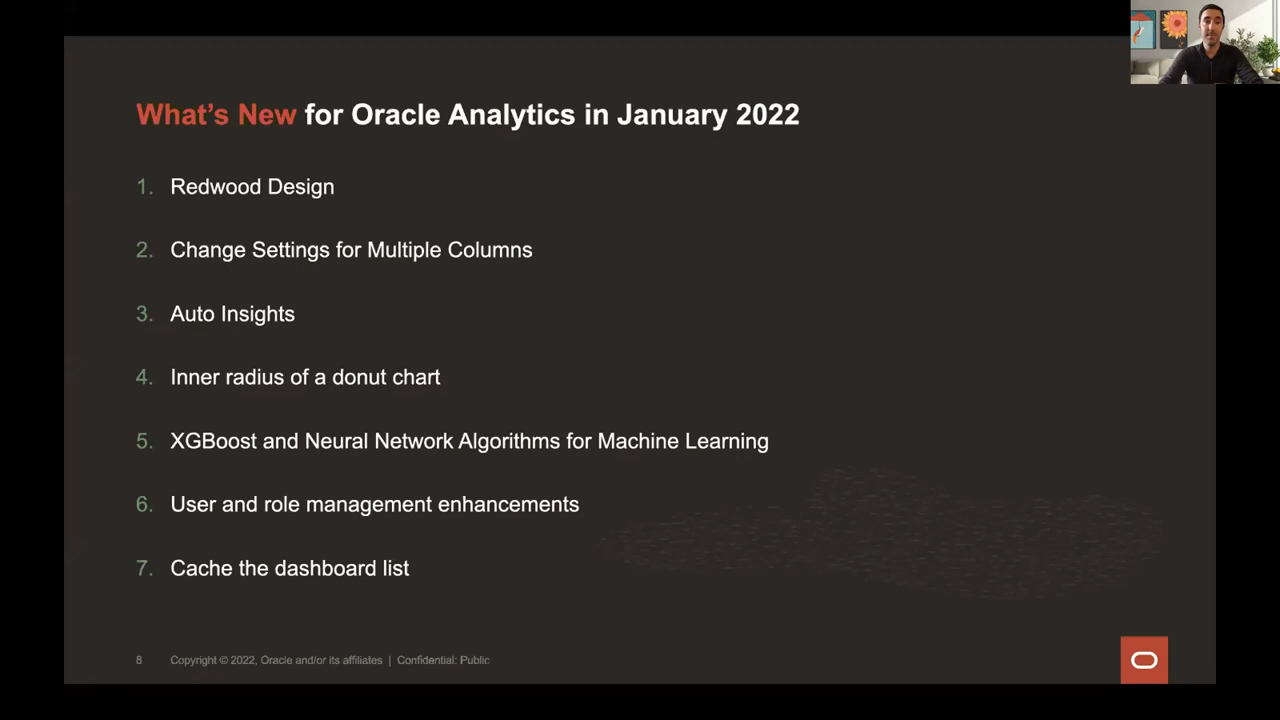 What's New for Oracle Analytics in January 2022
1. Redwood Design
2. Change Settings for Multiple Columns
3. Auto Insights
4. Inner radius of a donut chart
5. XGBoost and Neural Network Algorithms for Machine Learning
6. User and role management enhancements
7. Cache the dashboard list
8 Copyright © 2022, Oracle and/or its affiliates | Confidential: Public